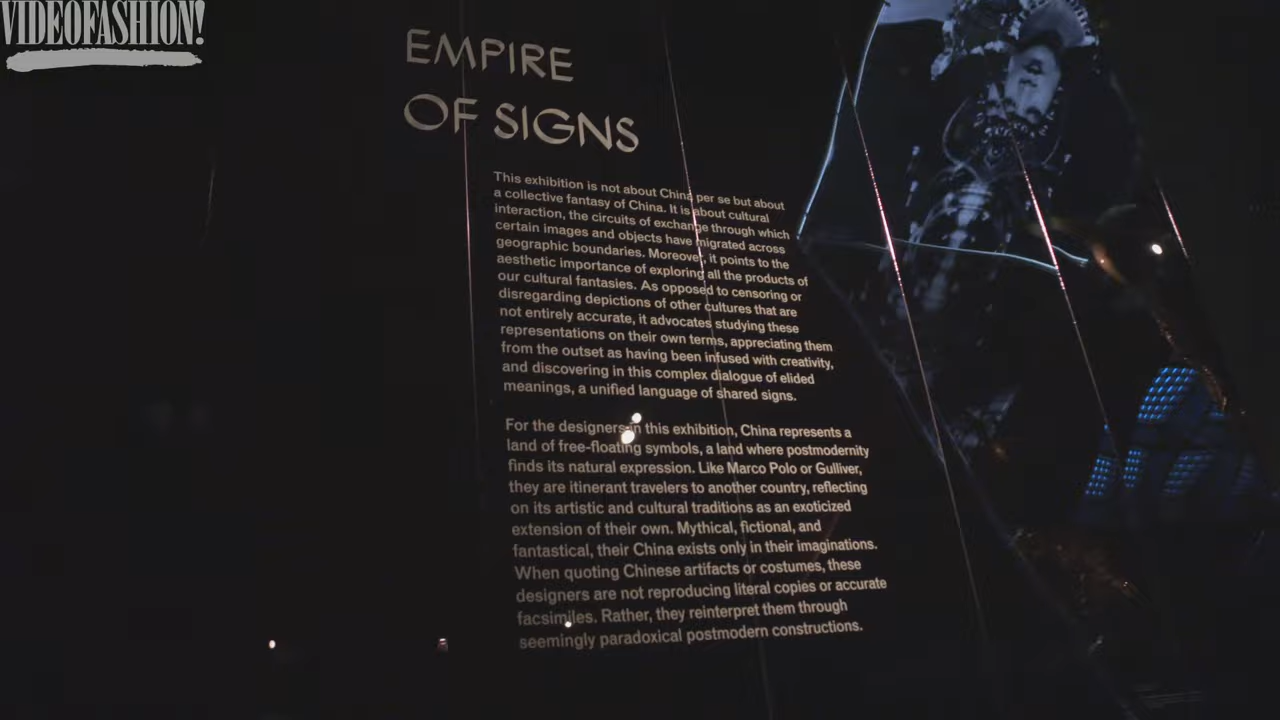 VIDEOFASHION!
EMPIRE
OF SIGNS
This exhibition is not about China per se but about
a collective fantasy of China. It is about cultural
interaction, the circuits of exchange through which
certain images and objects have migrated across
geographic boundaries. Moreover, it points to the
aesthetic importance of exploring all the products of
our cultural fantasies. As opposed to censoring or
disregarding depictions of other cultures that are
not entirely accurate, it advocates studying these
representations on their own terms, appreciating them
from the outset as having been infused with creativity,
and discovering in this complex dialogue of elided
meanings, a unified language of shared signs.
For the designers in this exhibition, China represents a
land of free-floating symbols, a land where postmodernity
finds its natural expression. Like Marco Polo or Gulliver,
they are itinerant travelers to another country, reflecting
on its artistic and cultural traditions as an exoticized
extension of their own. Mythical, fictional, and
fantastical, their China exists only in their imaginations.
When quoting Chinese artifacts or costumes, these
designers are not reproducing literal copies or accurate
facsimiles. Rather, they reinterpret them through
seemingly paradoxical postmodern constructions.